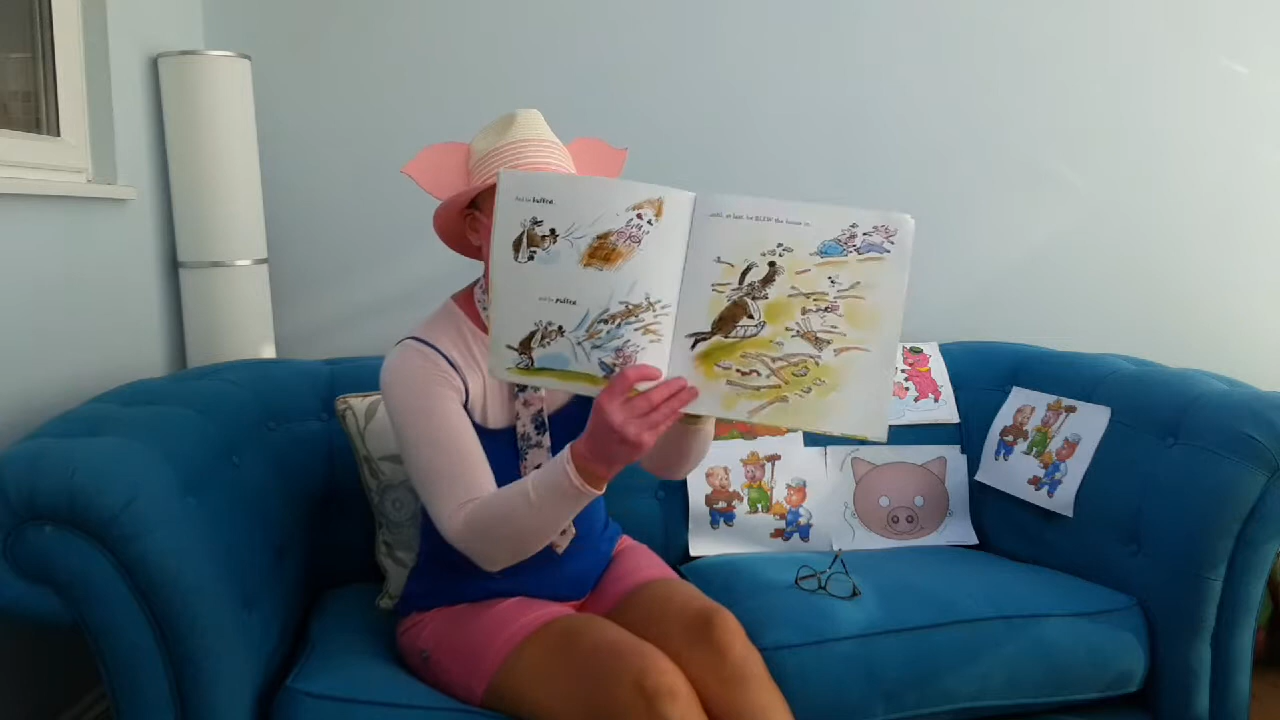 And he huffed,
and he puffed,
...until, at last, he BLEW the house in.